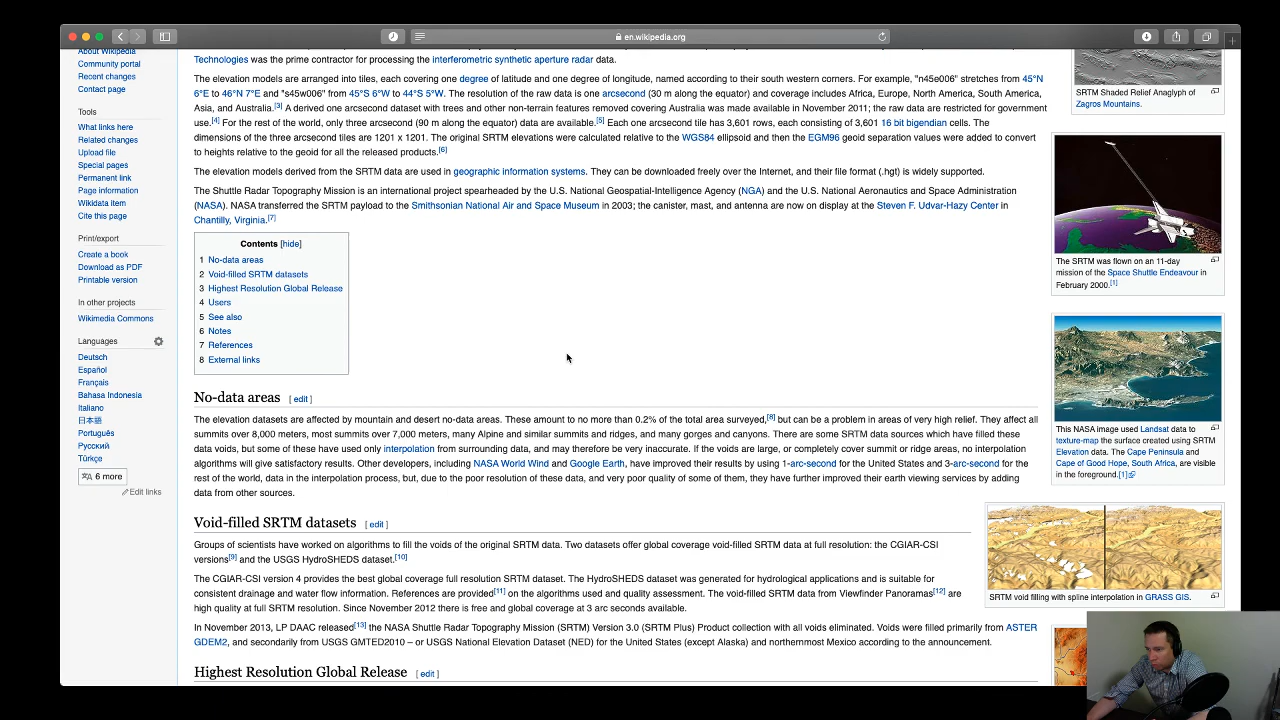 en.wikipedia.org
About Wikipedia
Community portal
Recent changes
Contact page
Tools
What links here
Related changes
Upload file
Special pages
Permanent link
Page information
Wikidata item
Cite this page
Print/export
Create a book
Download as PDF
Printable version
In other projects
Wikimedia Commons
Languages
Deutsch
Español
Français
Bahasa Indonesia
Italiano
日本語
Português
Русский
Türkçe
6 more
Edit links
Technologies was the prime contractor for processing the interferometric synthetic aperture radar data.
The elevation models are arranged into tiles, each covering one degree of latitude and one degree of longitude, named according to their south western corners. For example, "n45e006" stretches from 45°N
6°E to 46°N 7°E and "s45w006" from 45°S 6°W to 44°S 5°W. The resolution of the raw data is one arcsecond (30 m along the equator) and coverage includes Africa, Europe, North America, South America,
Asia, and Australia.[3] A derived one arcsecond dataset with trees and other non-terrain features removed covering Australia was made available in November 2011; the raw data are restricted for government
use.[4] For the rest of the world, only three arcsecond (90 m along the equator) data are available.[5] Each one arcsecond tile has 3,601 rows, each consisting of 3,601 16 bit bigendian cells. The
dimensions of the three arcsecond tiles are 1201 x 1201. The original SRTM elevations were calculated relative to the WGS84 ellipsoid and then the EGM96 geoid separation values were added to convert
to heights relative to the geoid for all the released products.[6]
The elevation models derived from the SRTM data are used in geographic information systems. They can be downloaded freely over the Internet, and their file format (.hgt) is widely supported.
The Shuttle Radar Topography Mission is an international project spearheaded by the U.S. National Geospatial-Intelligence Agency (NGA) and the U.S. National Aeronautics and Space Administration
(NASA). NASA transferred the SRTM payload to the Smithsonian National Air and Space Museum in 2003; the canister, mast, and antenna are now on display at the Steven F. Udvar-Hazy Center in
Chantilly, Virginia.[7]
Contents [hide]
1 No-data areas
2 Void-filled SRTM datasets
3 Highest Resolution Global Release
4 Users
5 See also
6 Notes
7 References
8 External links
No-data areas [ edit ]
The elevation datasets are affected by mountain and desert no-data areas. These amount to no more than 0.2% of the total area surveyed,[8] but can be a problem in areas of very high relief. They affect all
summits over 8,000 meters, most summits over 7,000 meters, many Alpine and similar summits and ridges, and many gorges and canyons. There are some SRTM data sources which have filled these
data voids, but some of these have used only interpolation from surrounding data, and may therefore be very inaccurate. If the voids are large, or completely cover summit or ridge areas, no interpolation
algorithms will give satisfactory results. Other developers, including NASA World Wind and Google Earth, have improved their results by using 1-arc-second for the United States and 3-arc-second for the
rest of the world, data in the interpolation process, but, due to the poor resolution of these data, and very poor quality of some of them, they have further improved their earth viewing services by adding
data from other sources.
Void-filled SRTM datasets [ edit ]
Groups of scientists have worked on algorithms to fill the voids of the original SRTM data. Two datasets offer global coverage void-filled SRTM data at full resolution: the CGIAR-CSI
versions[9] and the USGS HydroSHEDS dataset.[10]
The CGIAR-CSI version 4 provides the best global coverage full resolution SRTM dataset. The HydroSHEDS dataset was generated for hydrological applications and is suitable for
consistent drainage and water flow information. References are provided[11] on the algorithms used and quality assessment. The void-filled SRTM data from Viewfinder Panoramas[12] are
high quality at full SRTM resolution. Since November 2012 there is free and global coverage at 3 arc seconds available.
In November 2013, LP DAAC released[13] the NASA Shuttle Radar Topography Mission (SRTM) Version 3.0 (SRTM Plus) Product collection with all voids eliminated. Voids were filled primarily from ASTER
GDEM2, and secondarily from USGS GMTED2010 – or USGS National Elevation Dataset (NED) for the United States (except Alaska) and northernmost Mexico according to the announcement.
Highest Resolution Global Release [ edit ]
SRTM Shaded Relief Anaglyph of
Zagros Mountains.
The SRTM was flown on an 11-day
mission of the Space Shuttle Endeavour in
February 2000.[1]
This NASA image used Landsat data to
texture-map the surface created using SRTM
Elevation data. The Cape Peninsula and
Cape of Good Hope, South Africa, are visible
in the foreground.[1]
SRTM void filling with spline interpolation in GRASS GIS.